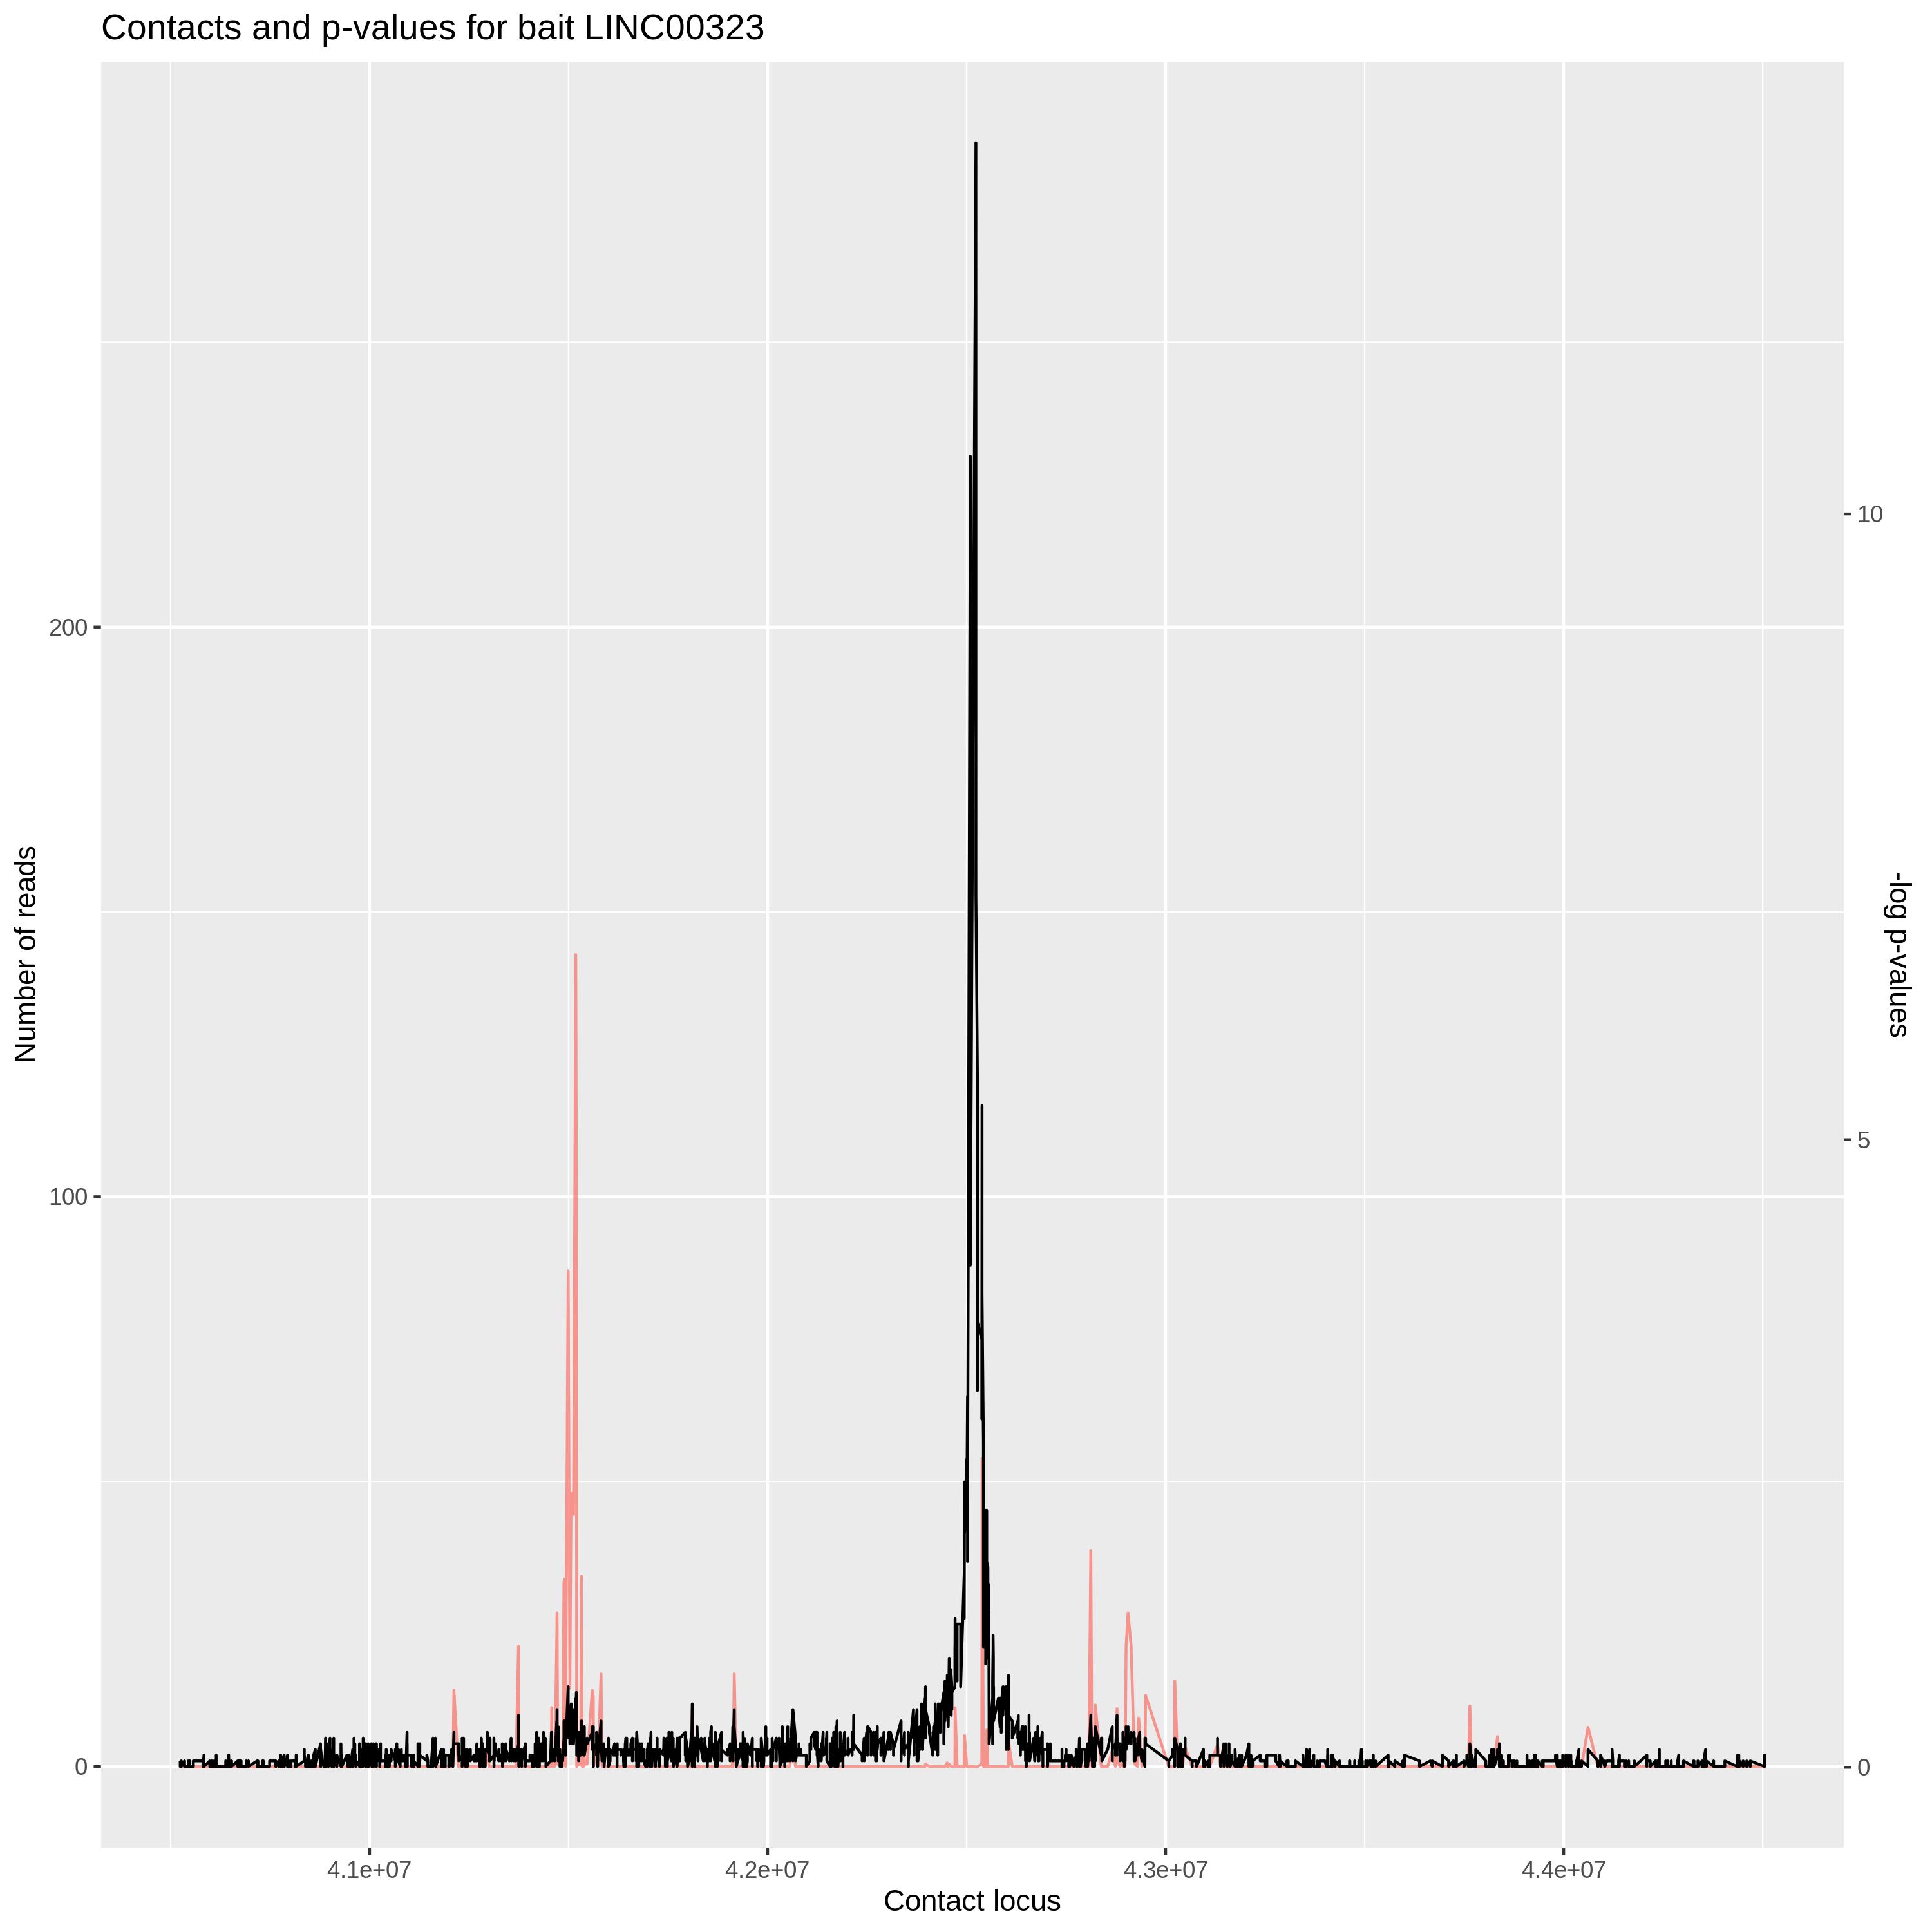 Contacts and p-values for bait LINC00323
Number of reads
200
100
0
10
5
0
-log p-values
4.1e+07
4.2e+07
4.3e+07
4.4e+07
Contact locus